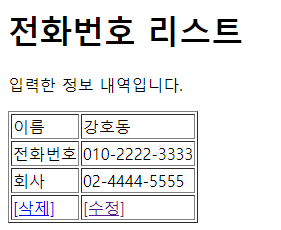 전화번호 리스트
입력한 정보 내역입니다.
이름 강호동
전화번호 010-2222-3333
회사 02-4444-5555
[삭제] [수정]